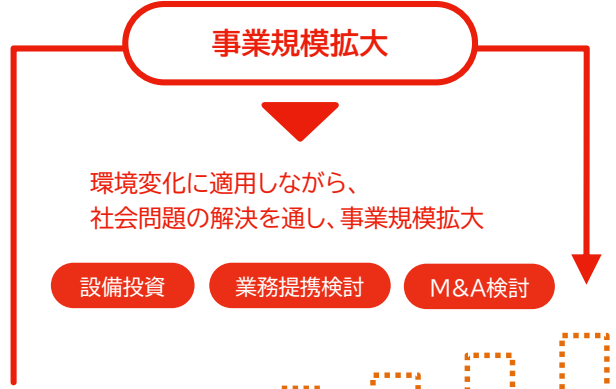 事業規模拡大
環境変化に適用しながら、
社会問題の解決を通し、事業規模拡大
設備投資
業務提携検討
M&A検討